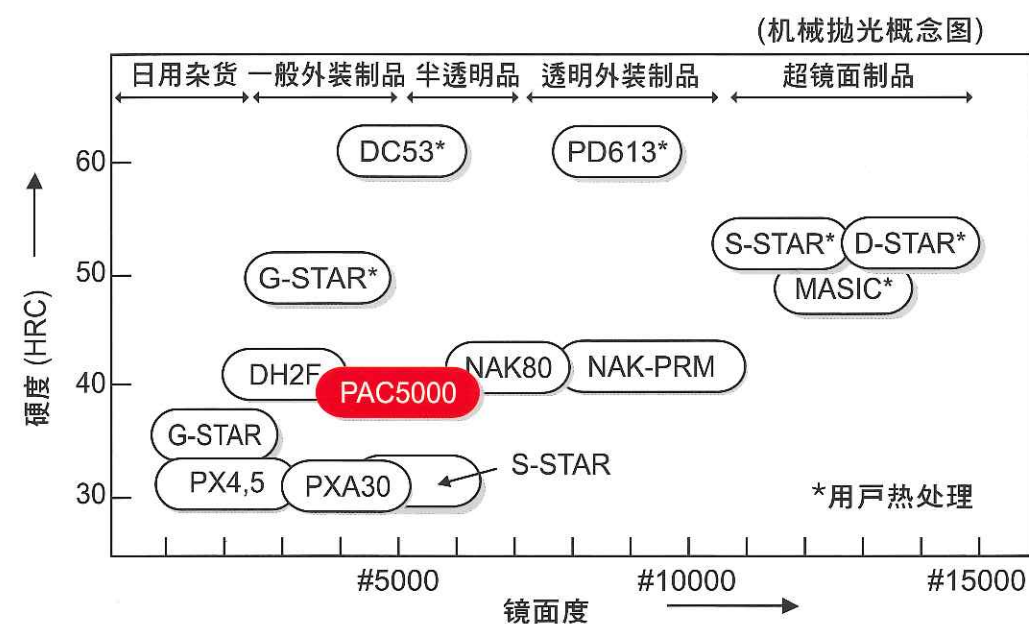 (机械抛光概念图)
日用杂货 一般外装制品 半透明品 透明外装制品 超镜面制品
60
DC53* PD613*
S-STAR* D-STAR*
50
G-STAR* MASIC*
DH2F NAK80 NAK-PRM
40
PAC5000
G-STAR
S-STAR
PX4,5 PXA30
30
*用戸热处理
硬度 (HRC)
#5000 #10000 #15000
镜面度